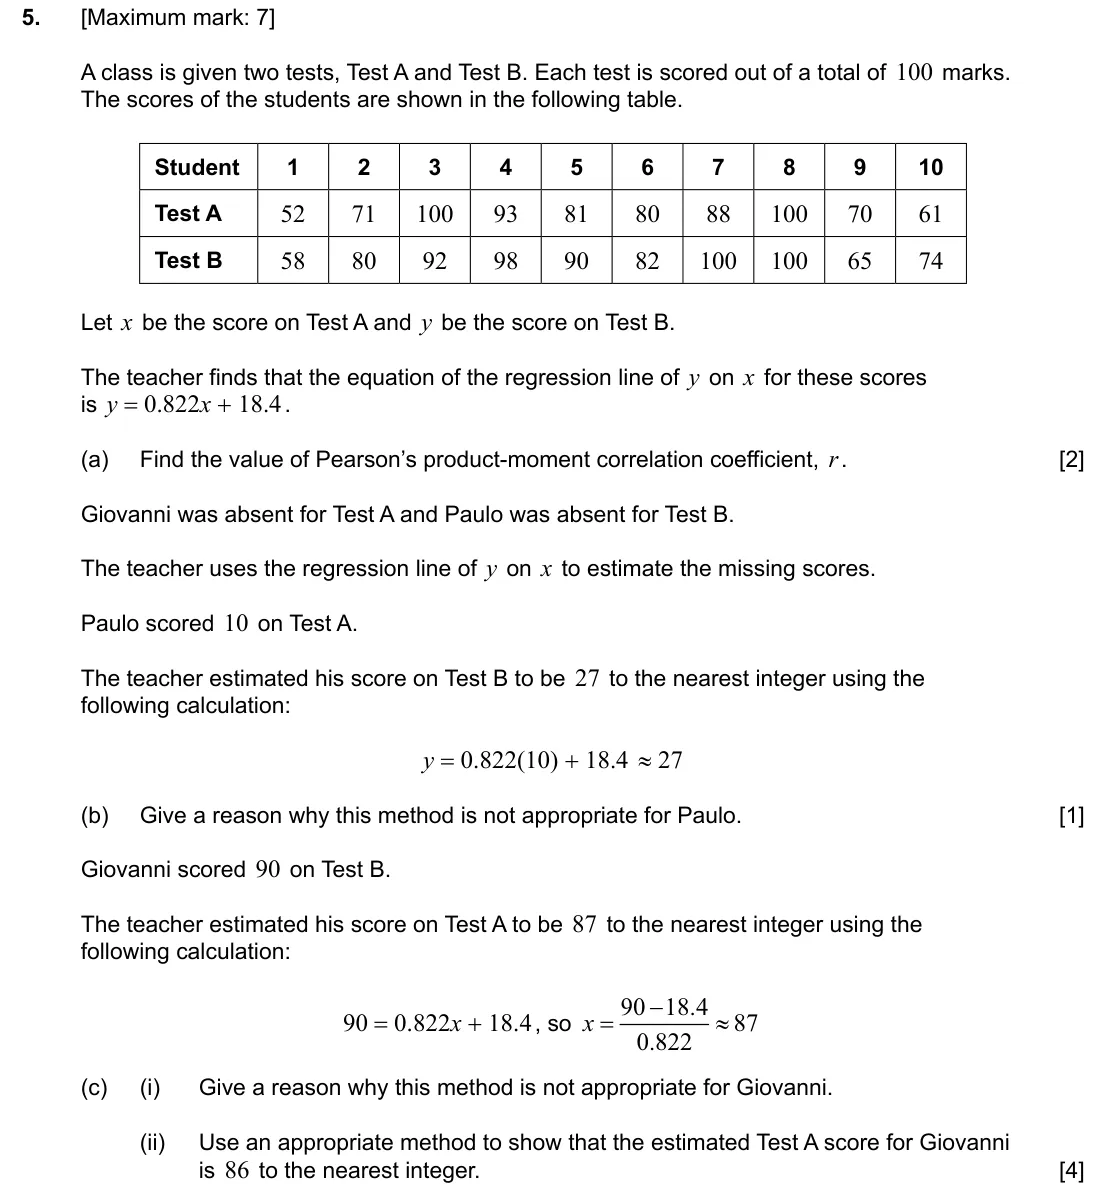 5. [Maximum mark: 7]
A class is given two tests, Test A and Test B. Each test is scored out of a total of 100 marks.
The scores of the students are shown in the following table.
Student 1 2 3 4 5 6 7 8 9 10
Test A 52 71 100 93 81 80 88 100 70 61
Test B 58 80 92 98 90 82 100 100 65 74
Let x be the score on Test A and y be the score on Test B.
The teacher finds that the equation of the regression line of y on x for these scores
is y = 0.822x + 18.4.
(a) Find the value of Pearson’s product-moment correlation coefficient, r. [2]
Giovanni was absent for Test A and Paulo was absent for Test B.
The teacher uses the regression line of y on x to estimate the missing scores.
Paulo scored 10 on Test A.
The teacher estimated his score on Test B to be 27 to the nearest integer using the
following calculation:
y = 0.822(10) + 18.4 ≈ 27
(b) Give a reason why this method is not appropriate for Paulo. [1]
Giovanni scored 90 on Test B.
The teacher estimated his score on Test A to be 87 to the nearest integer using the
following calculation:
90 = 0.822x + 18.4, so x = (90 − 18.4)/0.822 ≈ 87
(c) (i) Give a reason why this method is not appropriate for Giovanni.
(ii) Use an appropriate method to show that the estimated Test A score for Giovanni
is 86 to the nearest integer. [4]